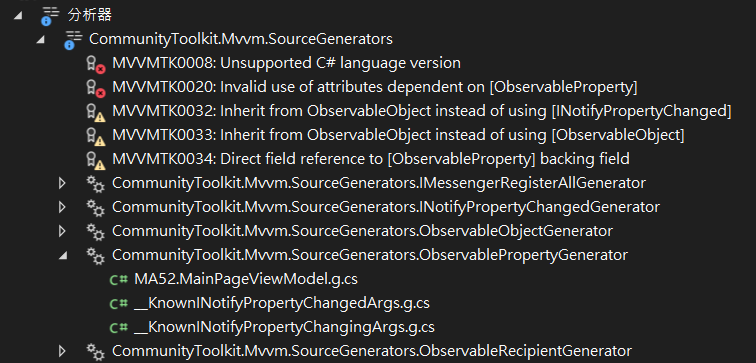 分析器
CommunityToolkit.Mvvm.SourceGenerators
MVVMTK0008: Unsupported C# language version
MVVMTK0020: Invalid use of attributes dependent on [ObservableProperty]
MVVMTK0032: Inherit from ObservableObject instead of using [INotifyPropertyChanged]
MVVMTK0033: Inherit from ObservableObject instead of using [ObservableObject]
MVVMTK0034: Direct field reference to [ObservableProperty] backing field
CommunityToolkit.Mvvm.SourceGenerators.IMessengerRegisterAllGenerator
CommunityToolkit.Mvvm.SourceGenerators.INotifyPropertyChangedGenerator
CommunityToolkit.Mvvm.SourceGenerators.ObservableObjectGenerator
CommunityToolkit.Mvvm.SourceGenerators.ObservablePropertyGenerator
C# MA52.MainPageViewModel.g.cs
C# __KnownINotifyPropertyChangedArgs.g.cs
C# __KnownINotifyPropertyChangingArgs.g.cs
CommunityToolkit.Mvvm.SourceGenerators.ObservableRecipientGenerator